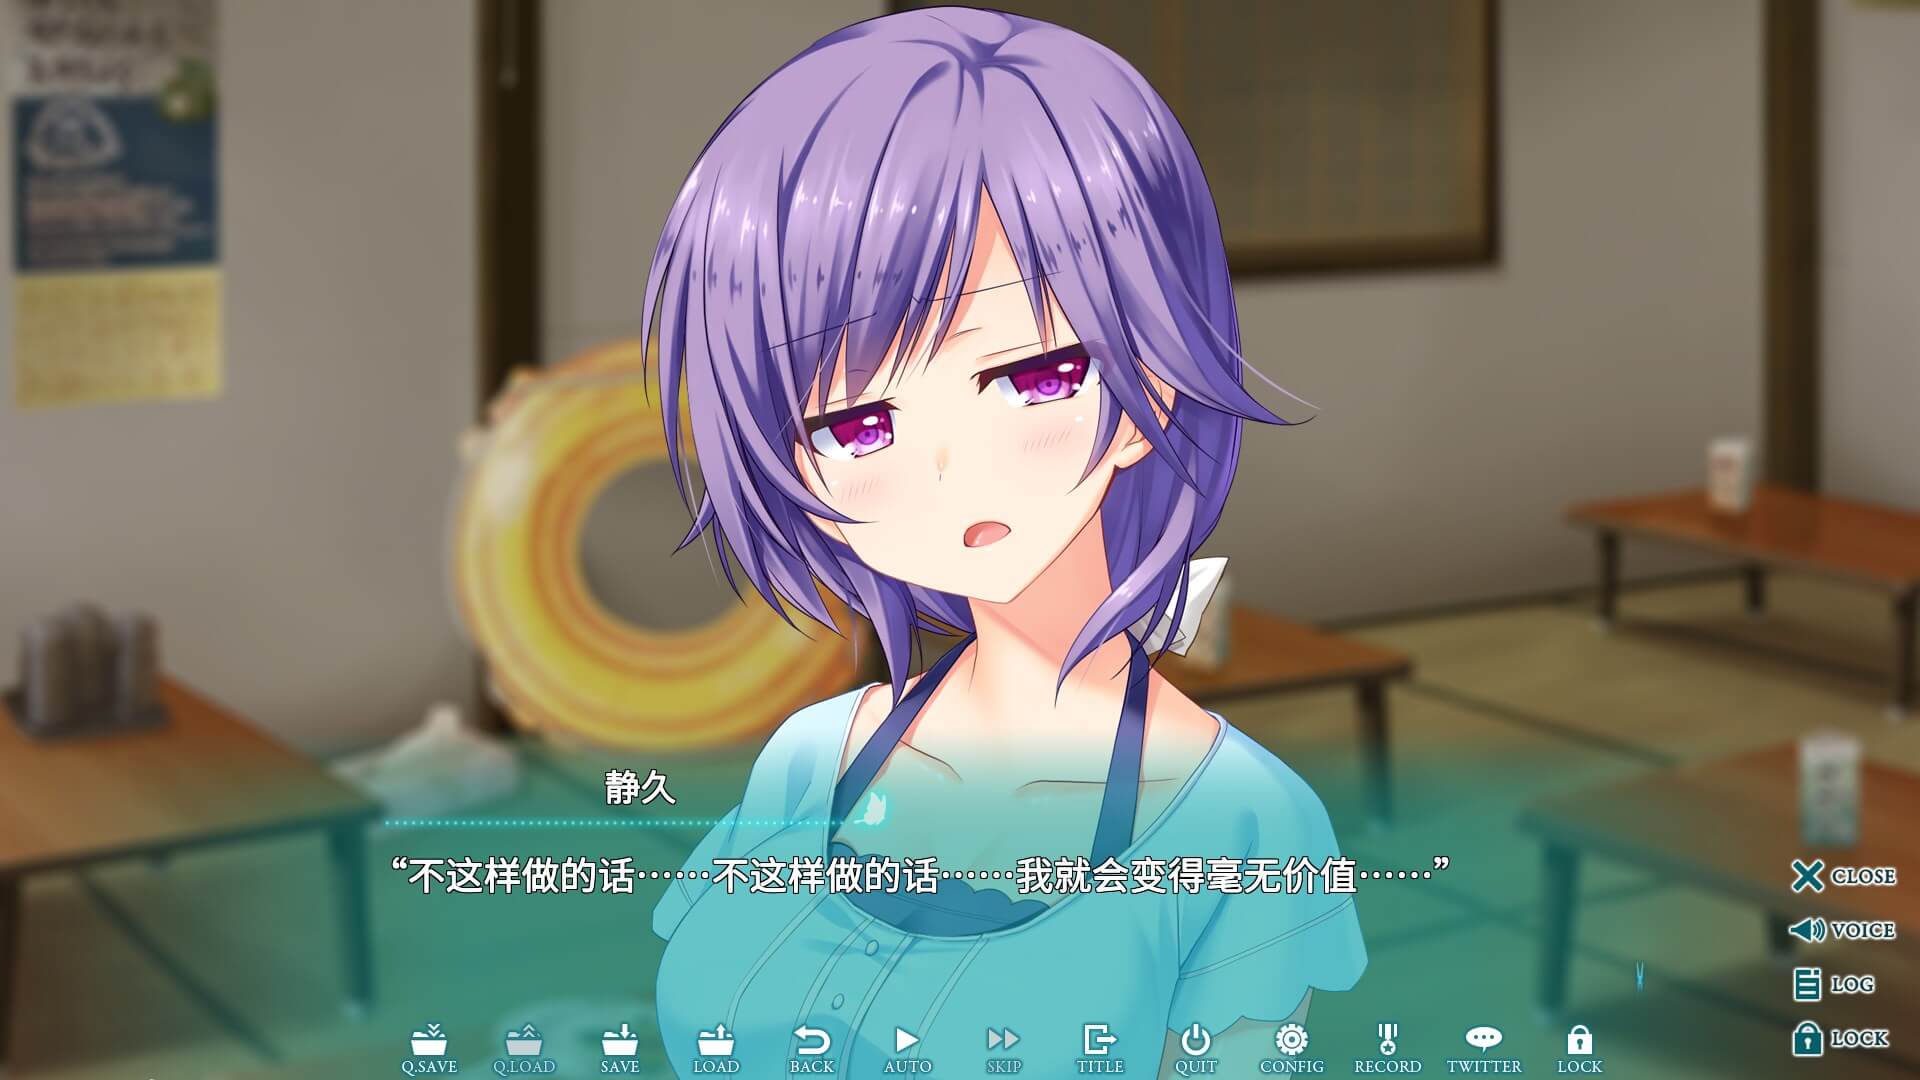 静久
“不这样做的话……不这样做的话……我就会变得毫无价值……”
CLOSE
VOICE
LOG
LOCK
Q.SAVE Q.LOAD SAVE LOAD BACK AUTO SKIP TITLE QUIT CONFIG RECORD TWITTER LOCK